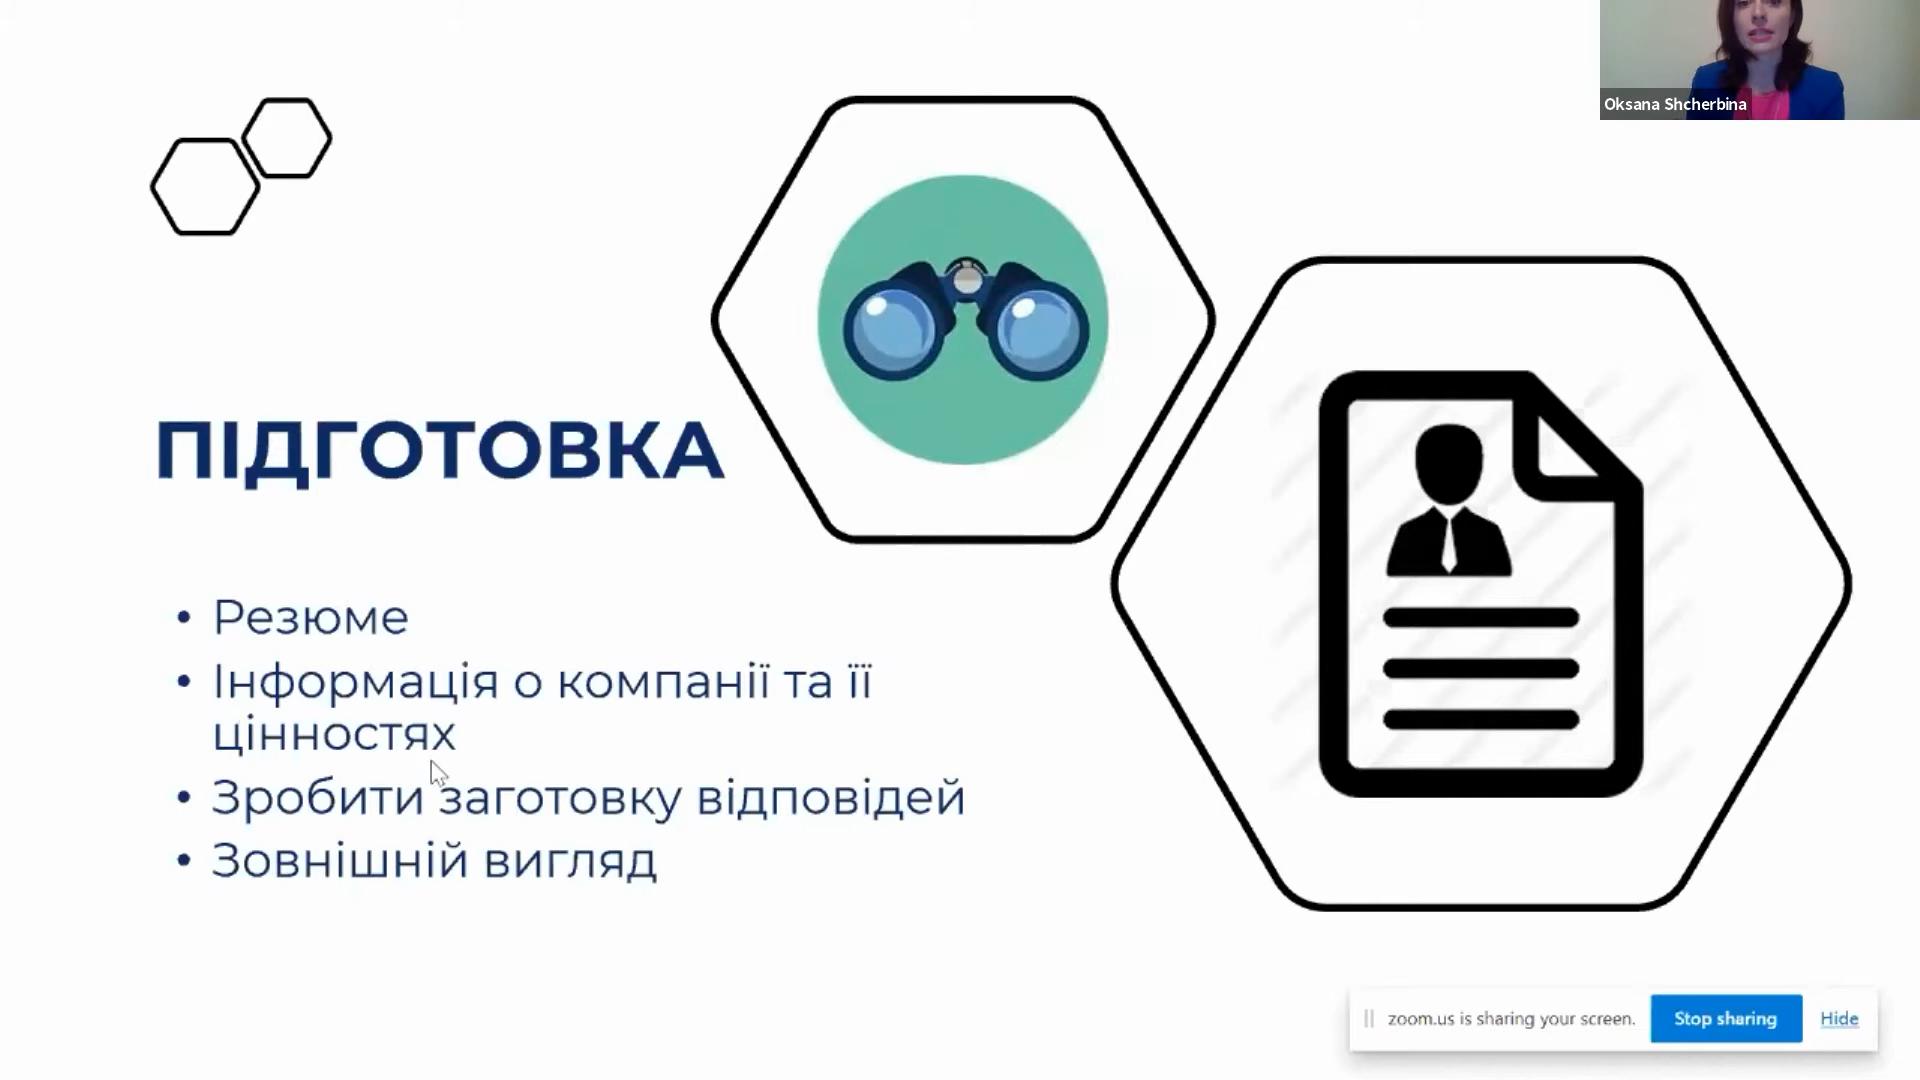 Oksana Shcherbina
ПІДГОТОВКА
• Резюме
• Інформація о компанії та її
цінностях
• Зробити заготовку відповідей
• Зовнішній вигляд
zoom.us is sharing your screen.
Stop sharing
Hide